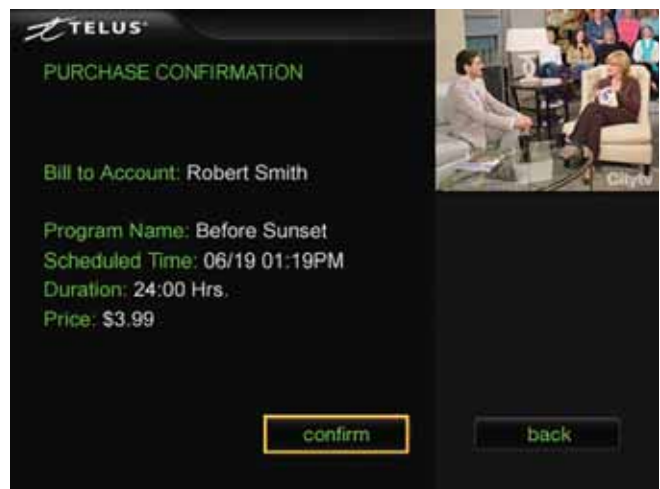 TELUS
PURCHASE CONFIRMATION
Citytv
Bill to Account: Robert Smith
Program Name: Before Sunset
Scheduled Time: 06/19 01:19PM
Duration: 24:00 Hrs.
Price: $3.99
confirm
back